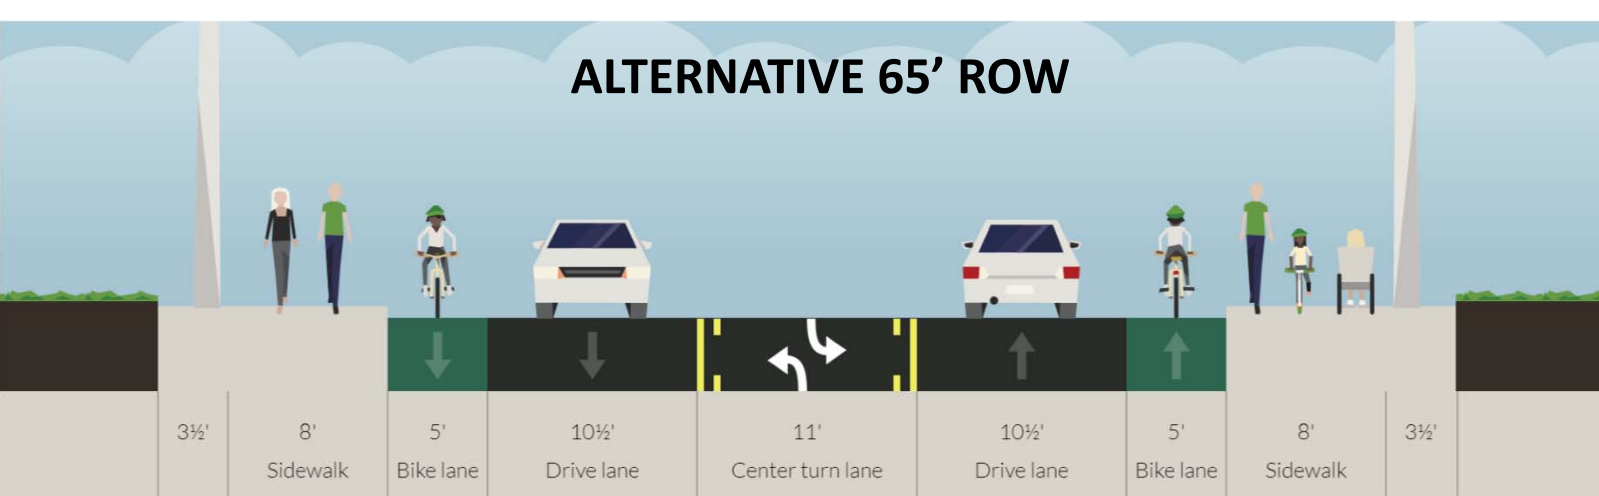 ALTERNATIVE 65’ ROW
3½' 8' 5' 10½' 11' 10½' 5' 8' 3½'
Sidewalk Bike lane Drive lane Center turn lane Drive lane Bike lane Sidewalk